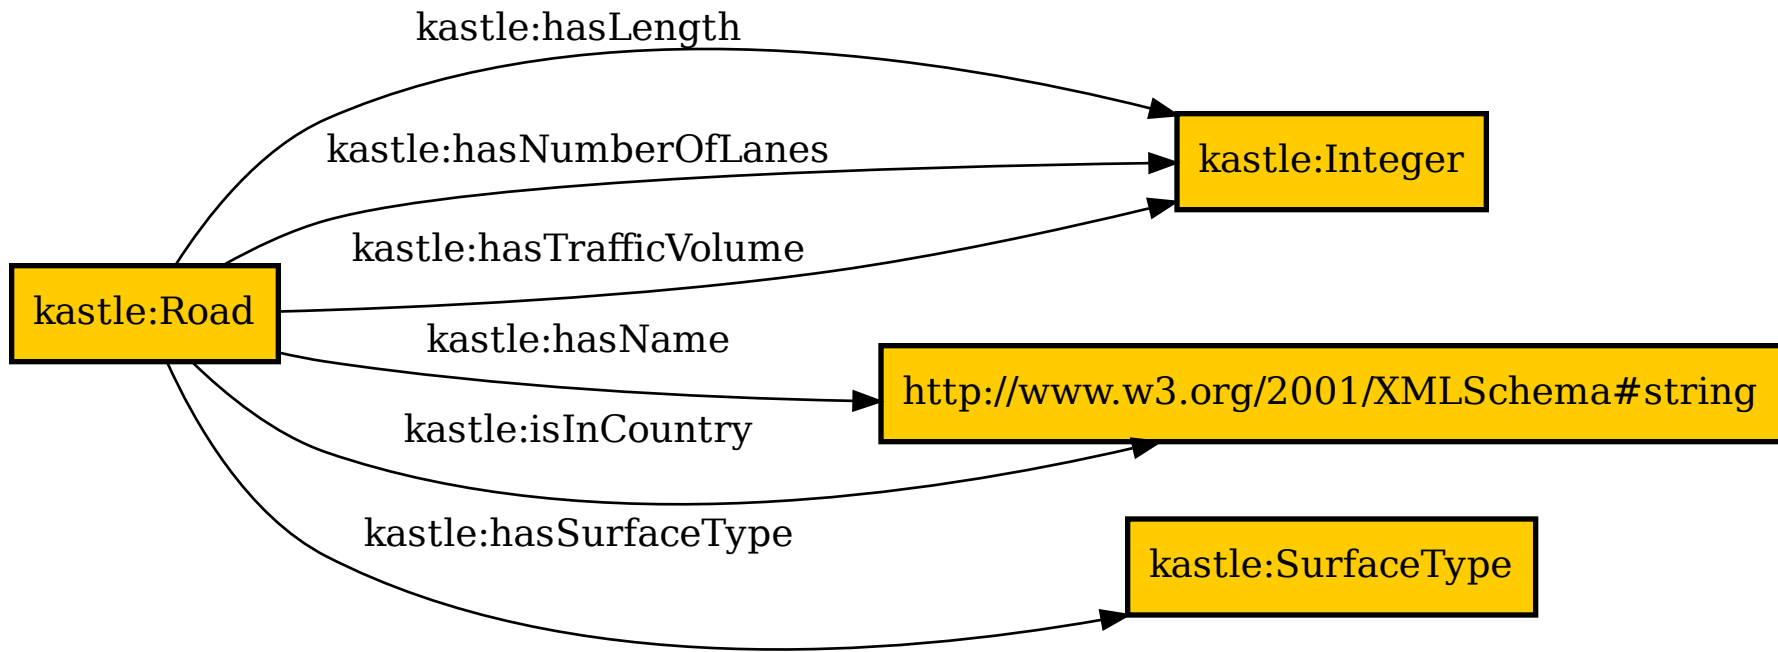 kastle:hasLength
kastle:hasNumberOfLanes
kastle:Integer
kastle:hasTrafficVolume
kastle:Road
kastle:hasName
http://www.w3.org/2001/XMLSchema#string
kastle:isInCountry
kastle:hasSurfaceType
kastle:SurfaceType